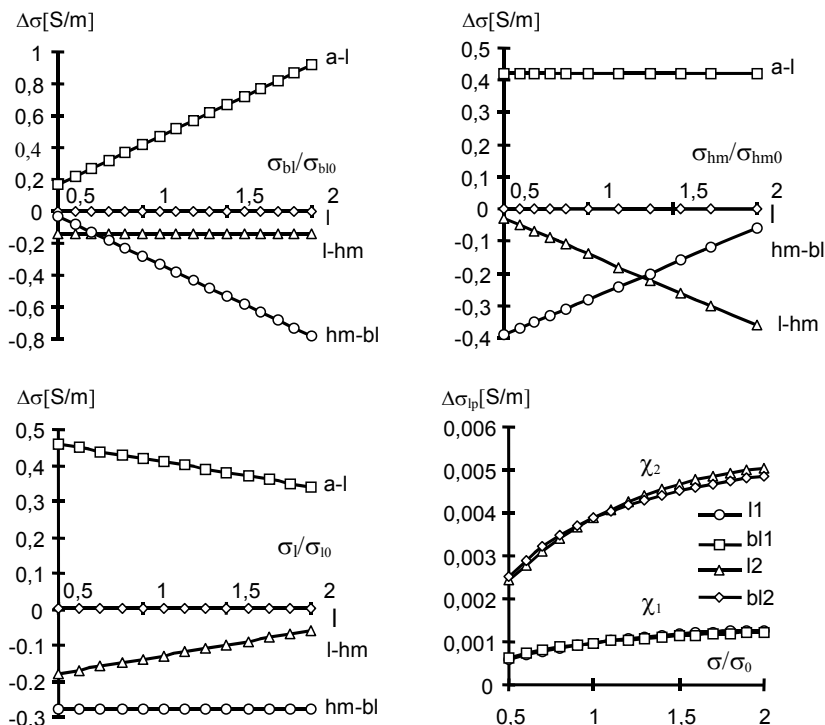 Δσ[S/m]
1
0,8
0,6
0,4
0,2
0
-0,2
-0,4
-0,6
-0,8
0,5
1
1,5
2
σbl/σbl0
a-l
l
l-hm
hm-bl
Δσ[S/m]
0,5
0,4
0,3
0,2
0,1
0
-0,1
-0,2
-0,3
-0,4
0,5
1
1,5
2
σhm/σhm0
a-l
l
hm-bl
l-hm
Δσ[S/m]
0,5
0,4
0,3
0,2
0,1
0
-0,1
-0,2
-0,3
0,5
1
1,5
2
σl/σl0
a-l
l
l-hm
hm-bl
Δσlp[S/m]
0,006
0,005
0,004
0,003
0,002
0,001
0
0,5
1
1,5
2
χ2
χ1
l1
bl1
l2
bl2
σ/σ0